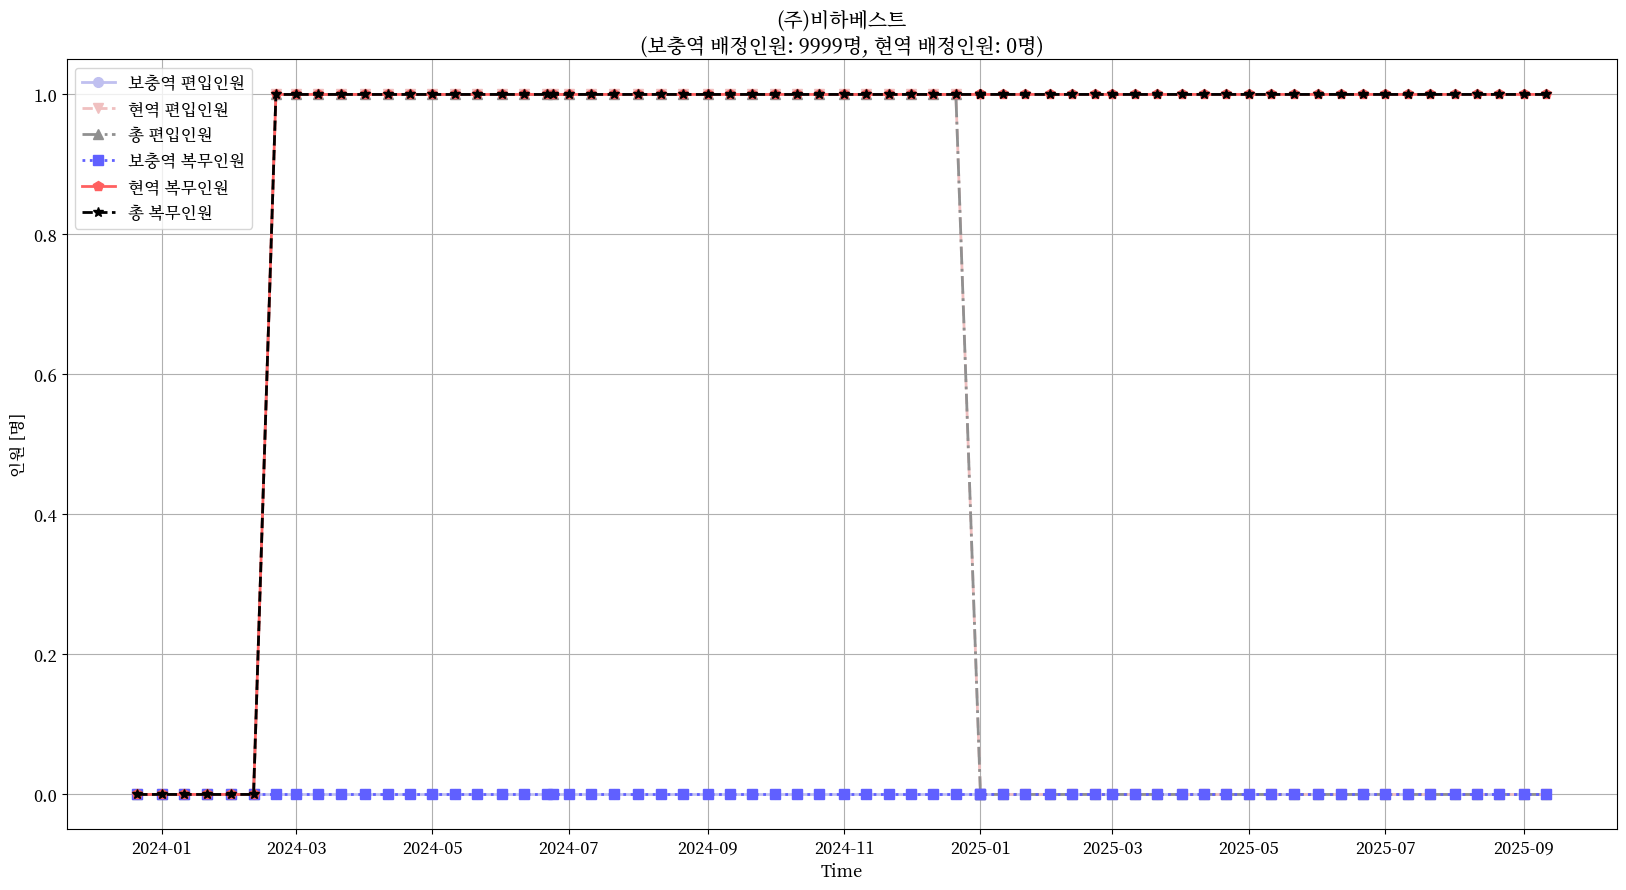 (주)비하베스트
(보충역 배정인원: 9999명, 현역 배정인원: 0명)
보충역 편입인원
현역 편입인원
총 편입인원
보충역 복무인원
현역 복무인원
총 복무인원
인원 [명]
1.0
0.8
0.6
0.4
0.2
0.0
2024-01 2024-03 2024-05 2024-07 2024-09 2024-11 2025-01 2025-03 2025-05 2025-07 2025-09
Time